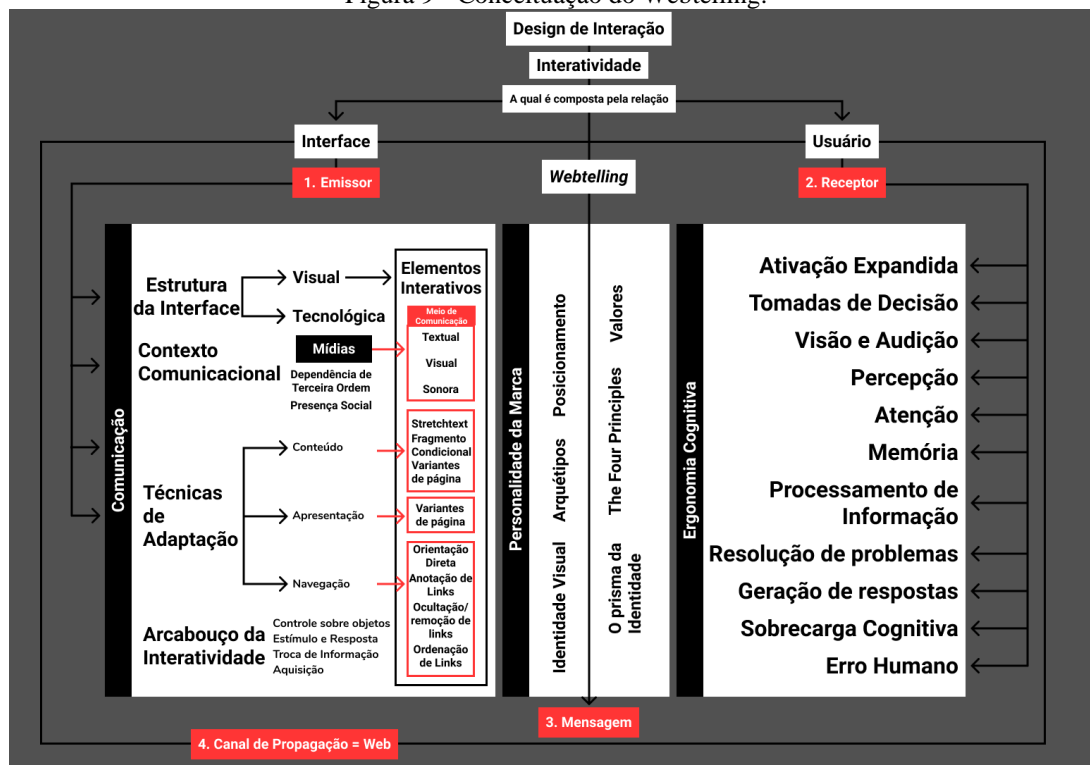 Figura 9 - Conceituação do Webtelling.
Design de Interação
Interatividade
A qual é composta pela relação
Interface
Usuário
Webtelling
1. Emissor
2. Receptor
Comunicação
Estrutura
da Interface
Visual
Tecnológica
Contexto
Comunicacional
Mídias
Dependência de
Terceira Ordem
Presença Social
Técnicas
de
Adaptação
Conteúdo
Apresentação
Navegação
Arcabouço da
Interatividade
Controle sobre objetos
Estímulo e Resposta
Troca de Informação
Aquisição
Elementos
Interativos
Meio de
Comunicação
Textual
Visual
Sonora
Stretchtext
Fragmento
Condicional
Variantes
de página
Variantes
de página
Orientação
Direta
Anotação de
Links
Ocultação/
remoção de
links
Ordenação
de Links
Personalidade da Marca
Identidade Visual
Arquétipos
Posicionamento
O prisma da
Identidade
The Four Principles
Valores
Ergonomia Cognitiva
Ativação Expandida
Tomadas de Decisão
Visão e Audição
Percepção
Atenção
Memória
Processamento de
Informação
Resolução de problemas
Geração de respostas
Sobrecarga Cognitiva
Erro Humano
3. Mensagem
4. Canal de Propagação = Web